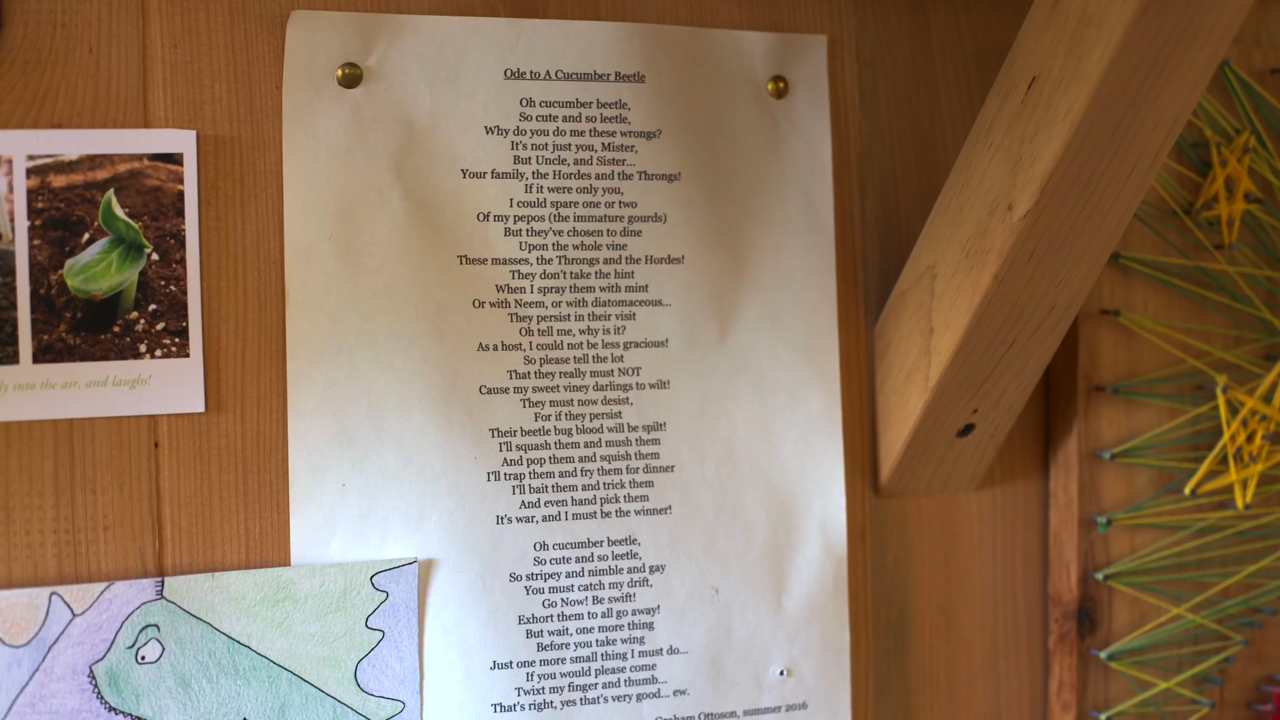 Ode to A Cucumber Beetle
Oh cucumber beetle,
So cute and so leetle,
Why do you do me these wrongs?
It's not just you, Mister,
But Uncle, and Sister...
Your family, the Hordes and the Throngs!
If it were only you,
I could spare one or two
Of my pepos (the immature gourds)
But they've chosen to dine
Upon the whole vine
These masses, the Throngs and the Hordes!
They don't take the hint
When I spray them with mint
Or with Neem, or with diatomaceous...
They persist in their visit
Oh tell me, why is it?
As a host, I could not be less gracious!
So please tell the lot
That they really must NOT
Cause my sweet viney darlings to wilt!
They must now desist,
For if they persist
Their beetle bug blood will be spilt!
I'll squash them and mush them
And pop them and squish them
I'll trap them and fry them for dinner
I'll bait them and trick them
And even hand pick them
It's war, and I must be the winner!
Oh cucumber beetle,
So cute and so leetle,
So stripey and nimble and gay
You must catch my drift,
Go Now! Be swift!
Exhort them to all go away!
But wait, one more thing
Before you take wing
Just one more small thing I must do...
If you would please come
Twixt my finger and thumb...
That's right, yes that's very good... ew.
Graham Ottoson, summer 2016
into the air, and laughs!